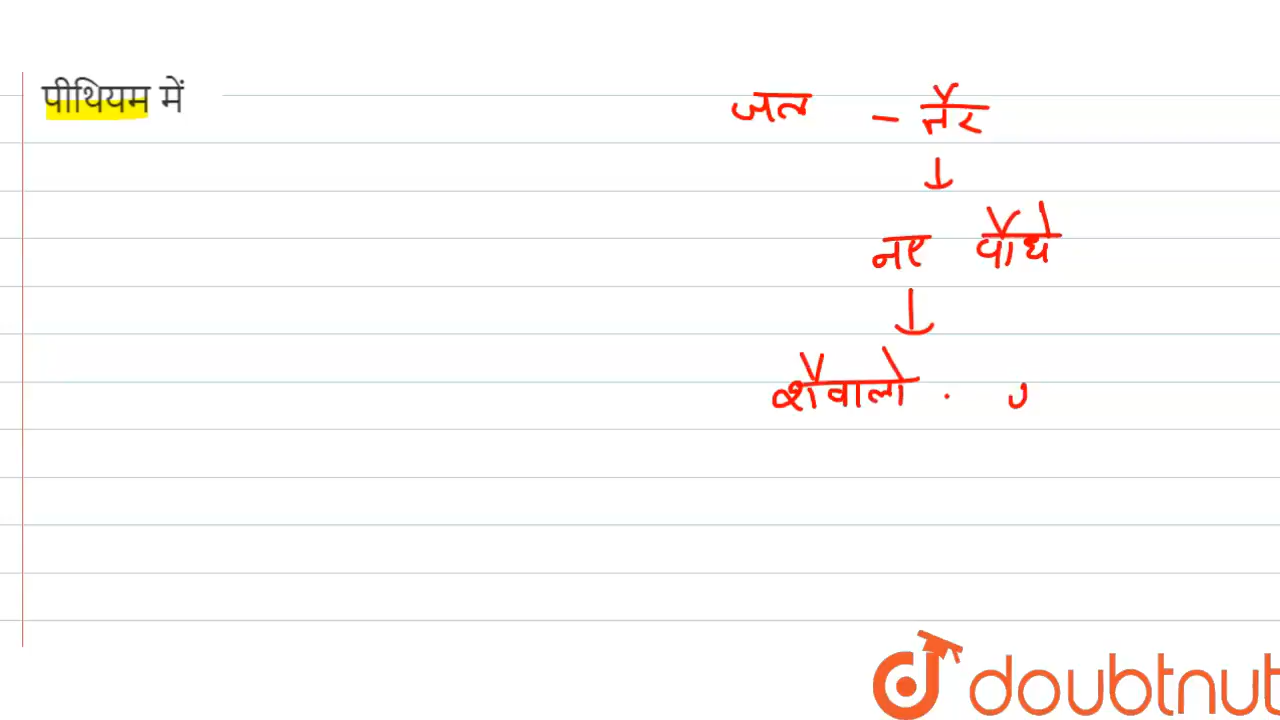 पीथियम में
जल - तैर
नए पौधे
शैवालो .
doubtnut